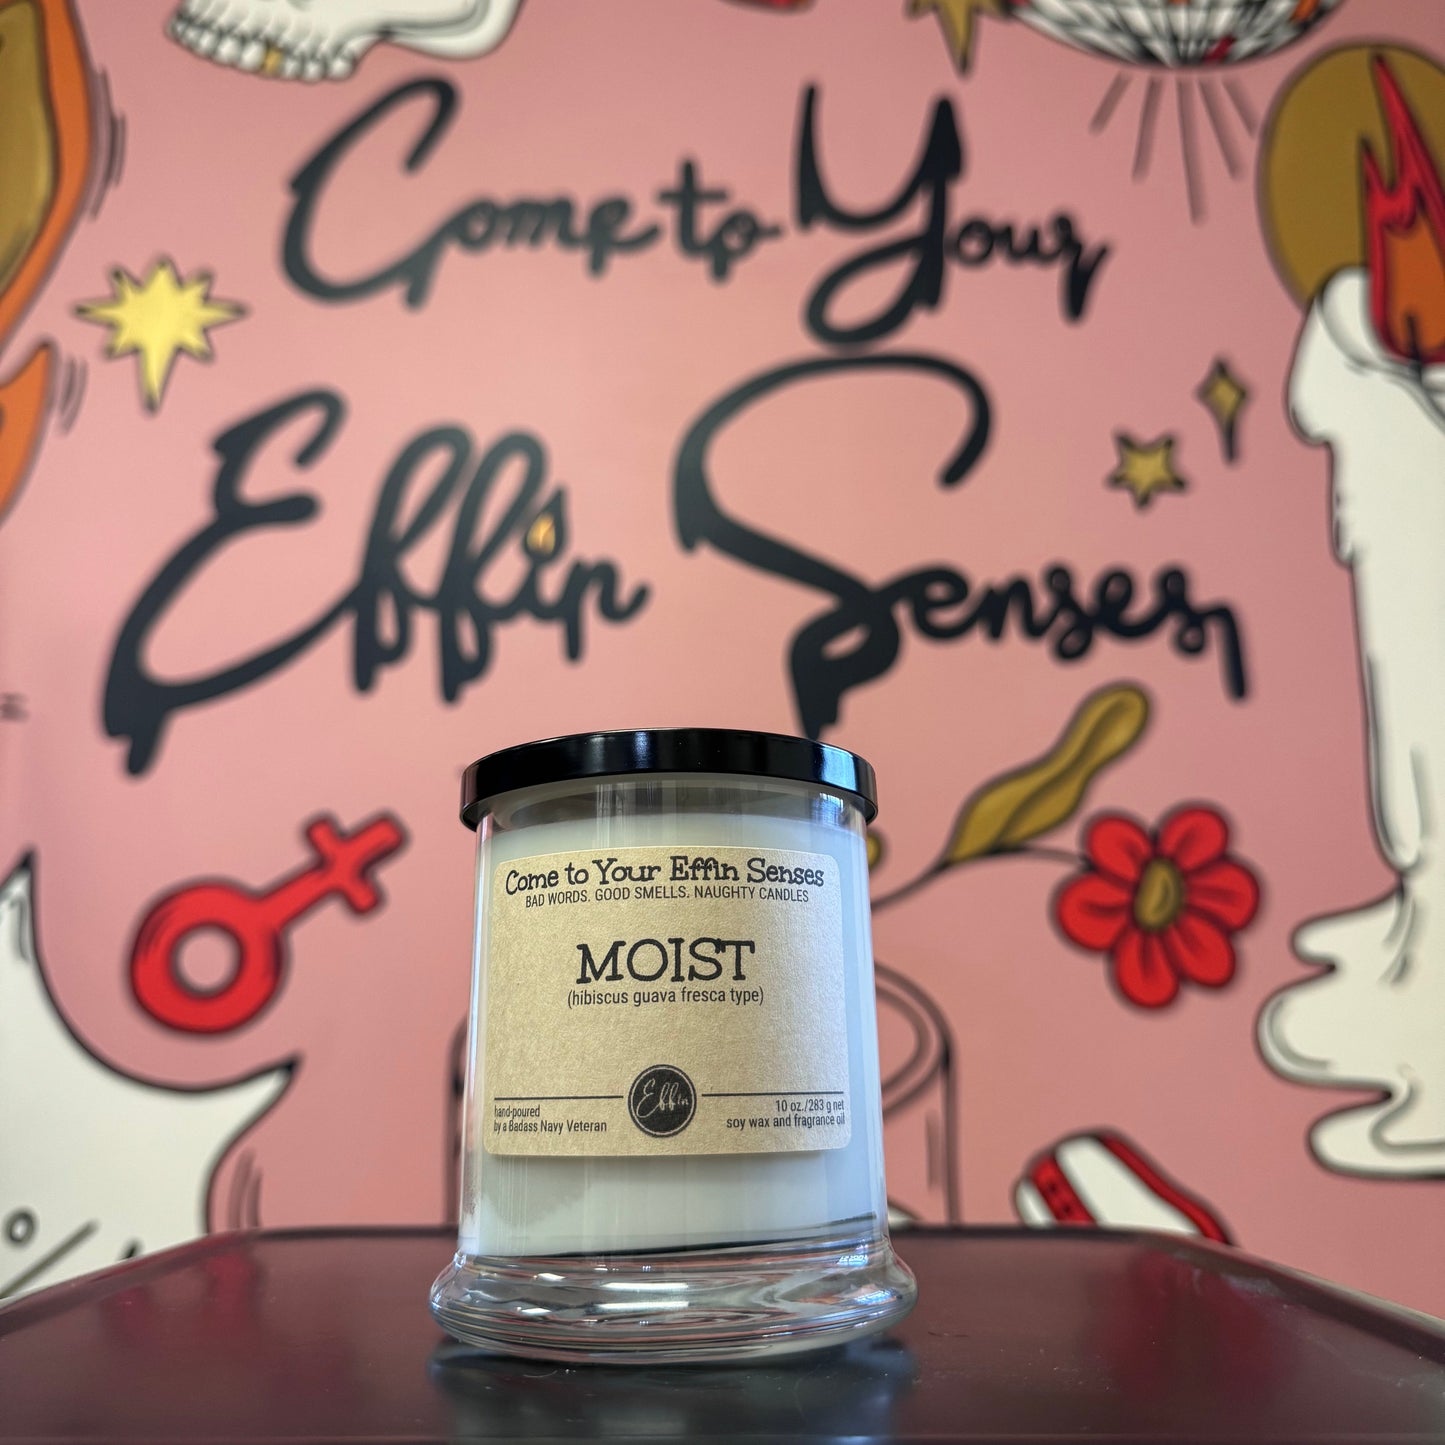 Come to Your
Effin Senses
Come to Your Effin Senses
BAD WORDS. GOOD SMELLS. NAUGHTY CANDLES
MOIST
(hibiscus guava fresca type)
Effin
hand-poured
by a Badass Navy Veteran
10 oz./283 g net
soy wax and fragrance oil